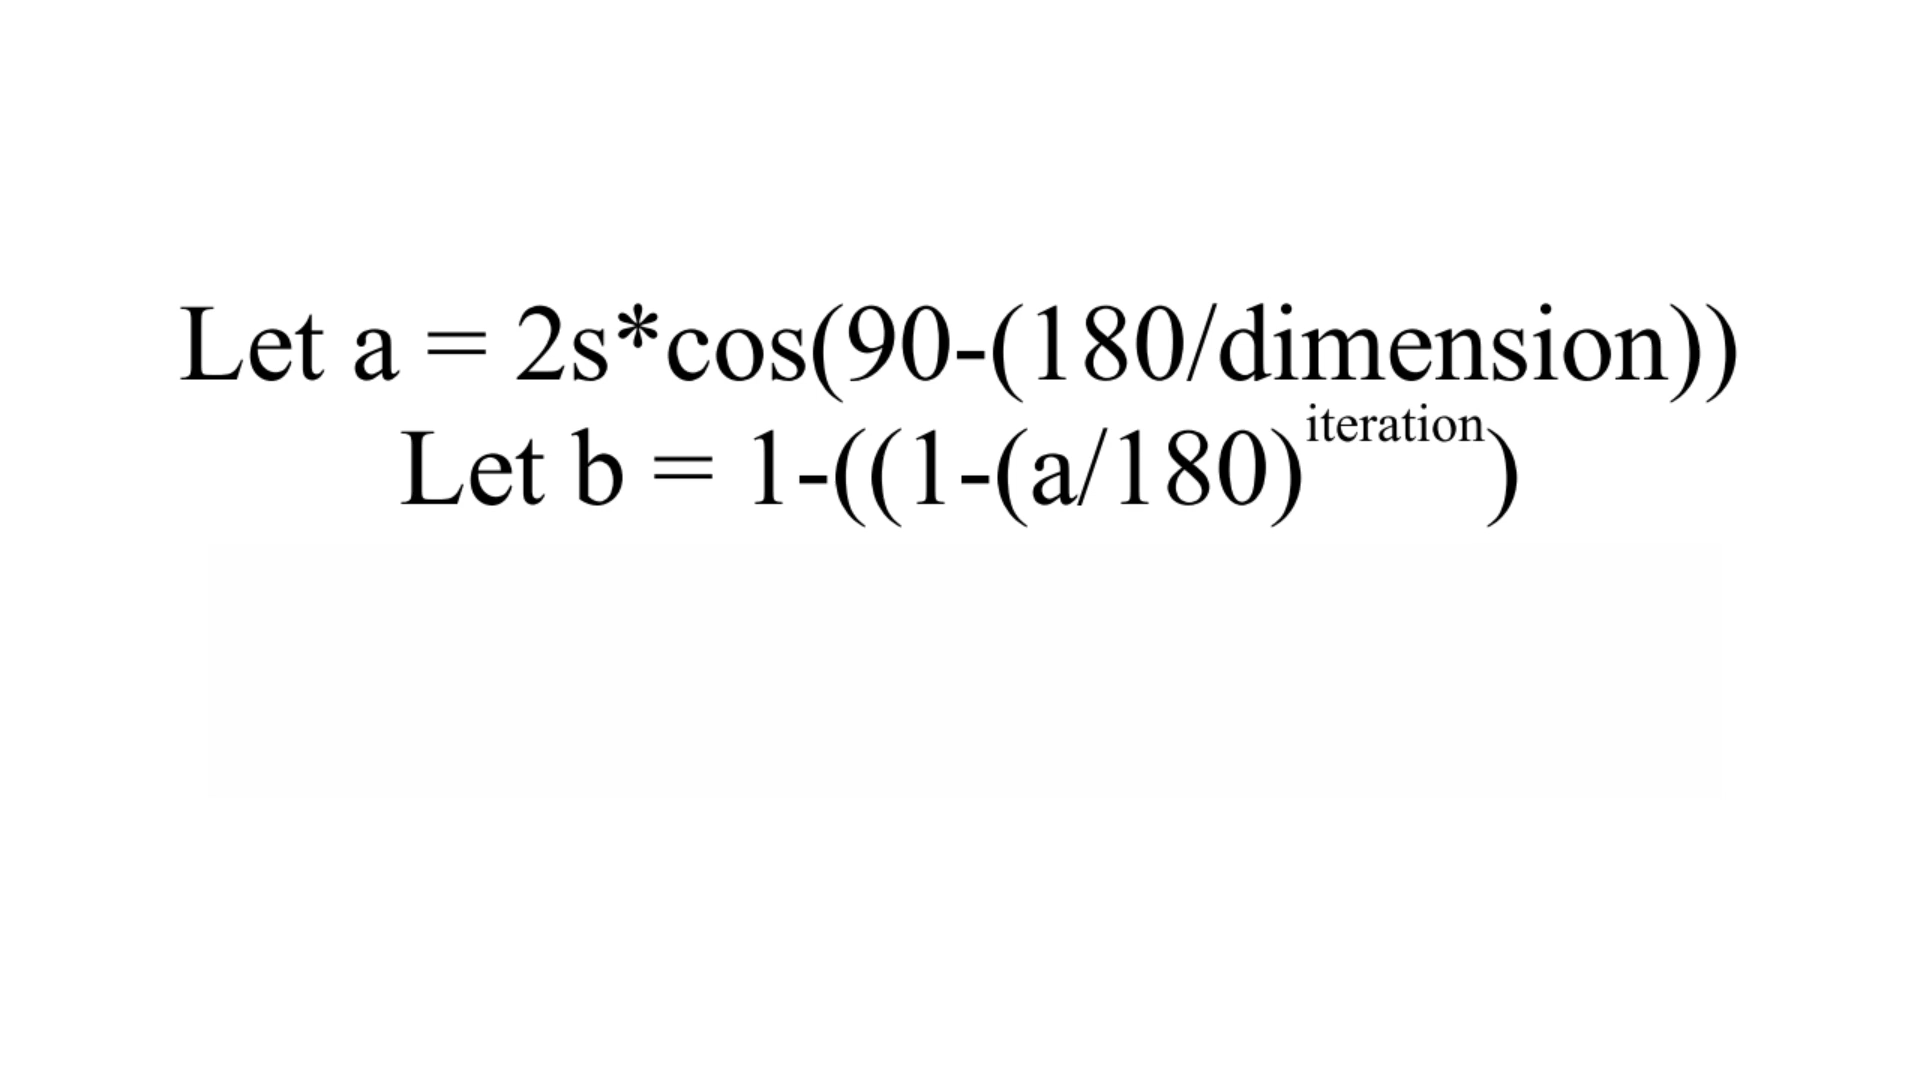 Let a = 2s*cos(90-(180/dimension))
Let b = 1-((1-(a/180)^iteration)